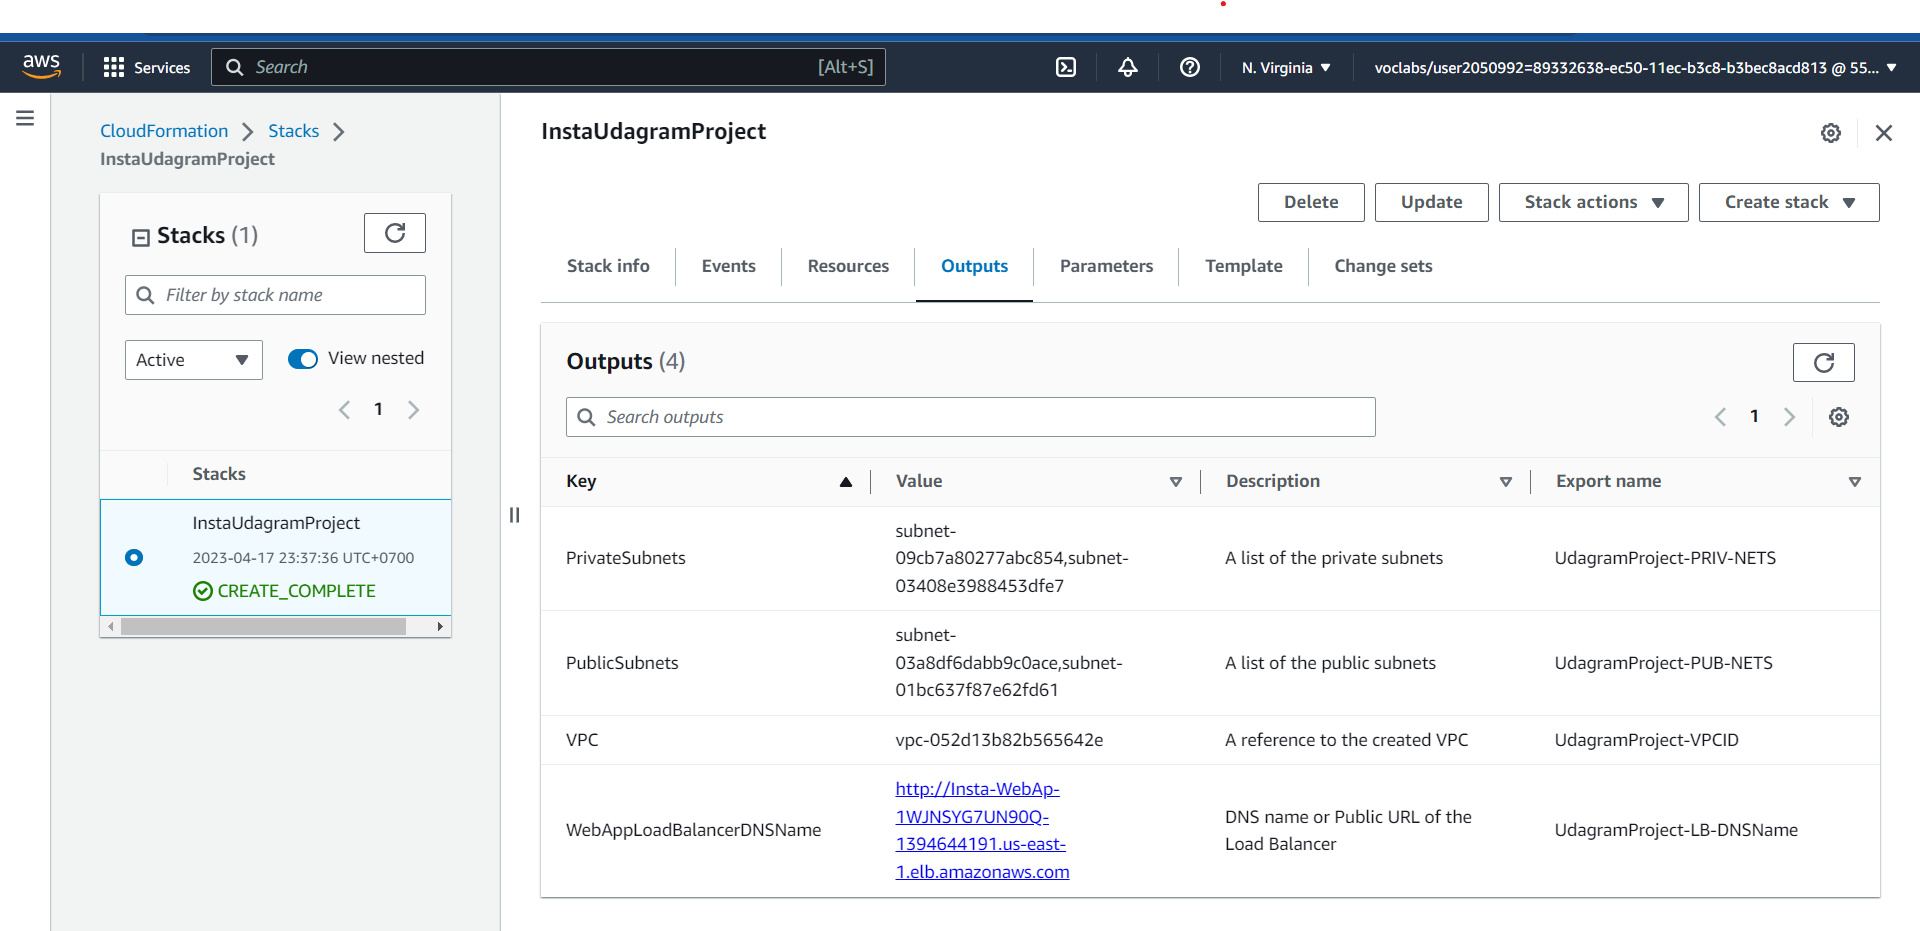 aws
Services
Search
[Alt+S]
N. Virginia
voclabs/user2050992=89332638-ec50-11ec-b3c8-b3bec8acd813 @ 55...
CloudFormation
Stacks
InstaUdagramProject
Stacks (1)
Filter by stack name
Active
View nested
1
Stacks
InstaUdagramProject
2023-04-17 23:37:36 UTC+0700
CREATE_COMPLETE
InstaUdagramProject
Delete
Update
Stack actions
Create stack
Stack info
Events
Resources
Outputs
Parameters
Template
Change sets
Outputs (4)
Search outputs
1
Key
Value
Description
Export name
PrivateSubnets
subnet-
09cb7a80277abc854,subnet-
03408e3988453dfe7
A list of the private subnets
UdagramProject-PRIV-NETS
PublicSubnets
subnet-
03a8df6dabb9c0ace,subnet-
01bc637f87e62fd61
A list of the public subnets
UdagramProject-PUB-NETS
VPC
vpc-052d13b82b565642e
A reference to the created VPC
UdagramProject-VPCID
WebAppLoadBalancerDNSName
http://Insta-WebAp-
1WJNSYG7UN90Q-
1394644191.us-east-
1.elb.amazonaws.com
DNS name or Public URL of the
Load Balancer
UdagramProject-LB-DNSName